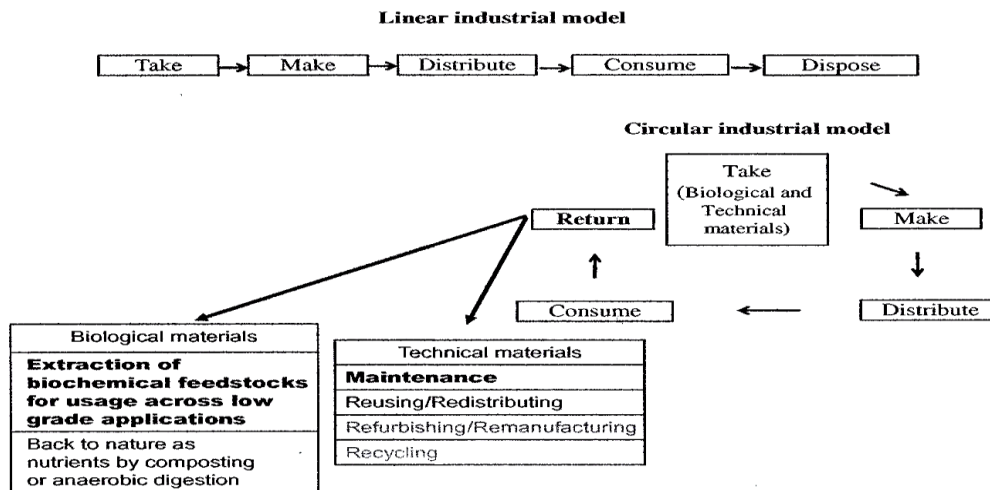 Linear industrial model
Take
Make
Distribute
Consume
Dispose
Circular industrial model
Take
(Biological and
Technical
materials)
Return
Make
Consume
Distribute
Biological materials
Extraction of
biochemical feedstocks
for usage across low
grade applications
Back to nature as
nutrients by composting
or anaerobic digestion
Technical materials
Maintenance
Reusing/Redistributing
Refurbishing/Remanufacturing
Recycling